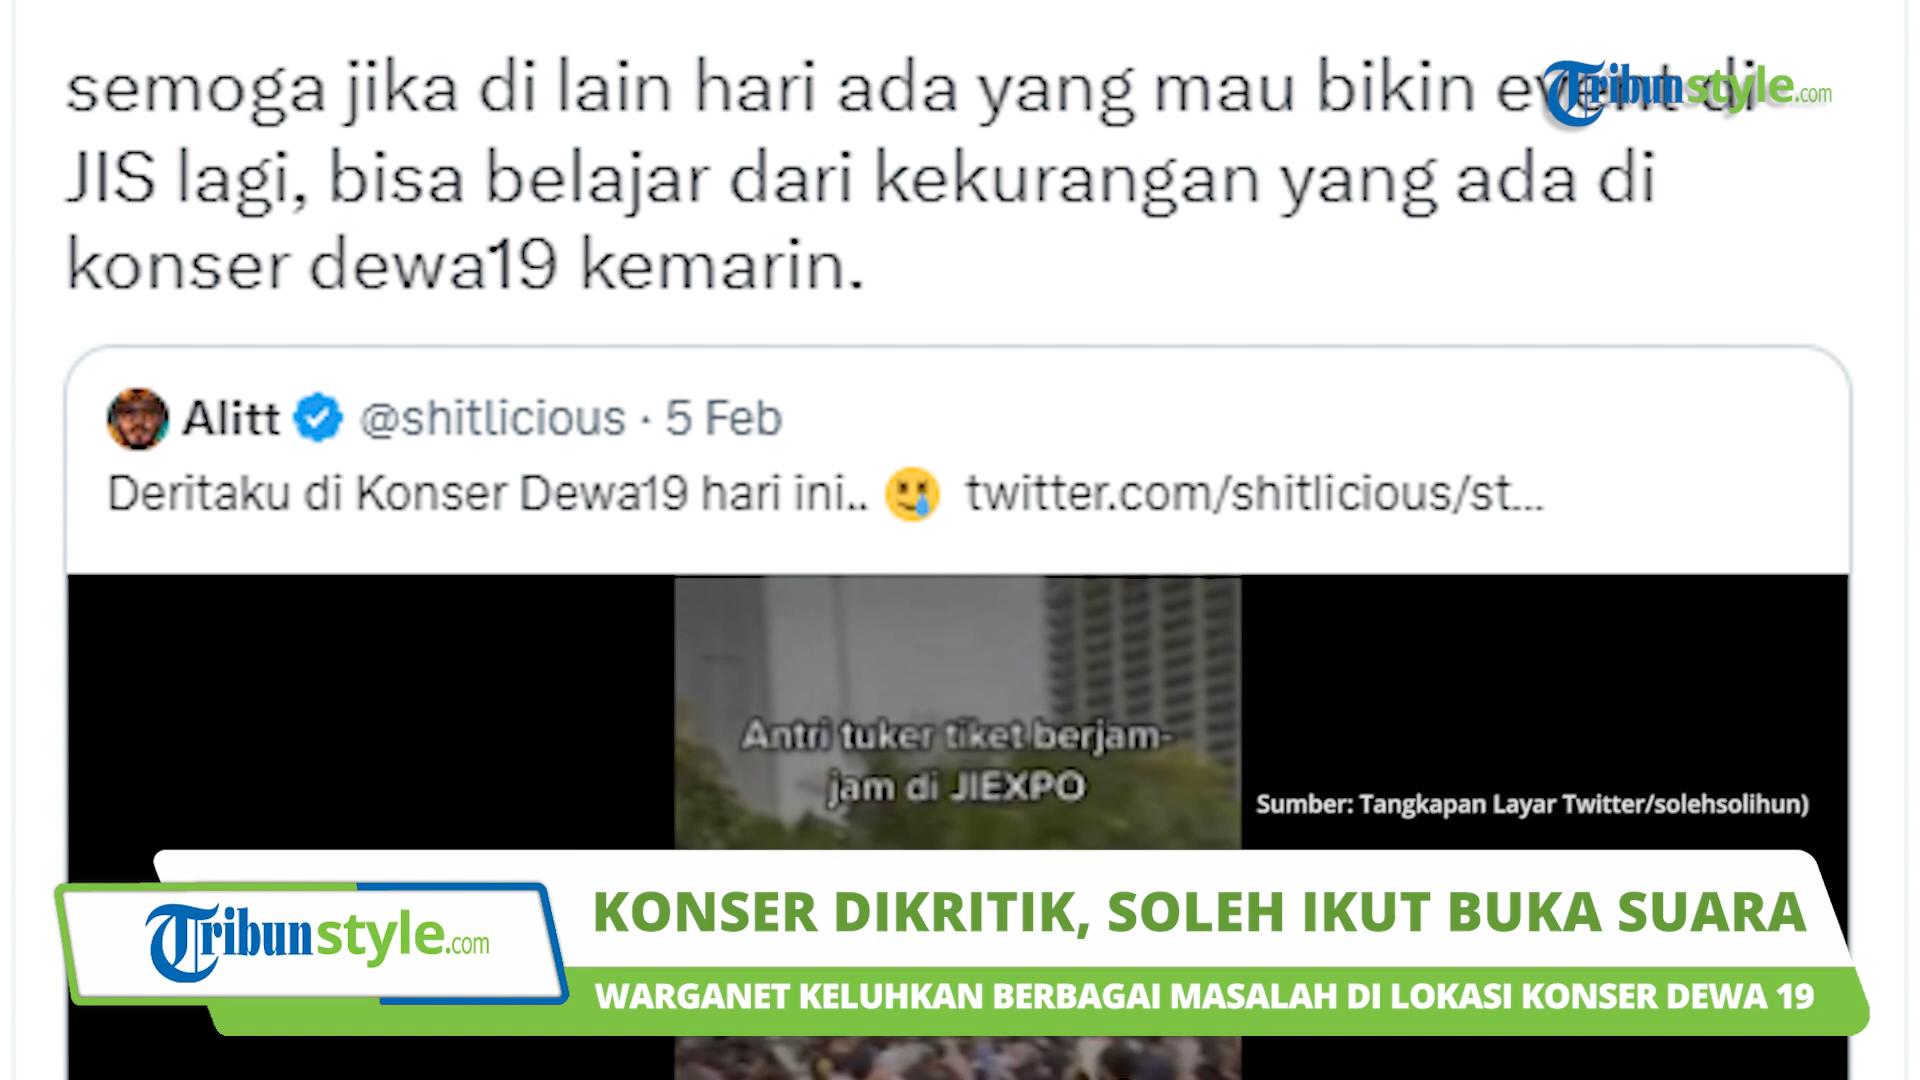 semoga jika di lain hari ada yang mau bikin event di
Tribunstyle.com
JIS lagi, bisa belajar dari kekurangan yang ada di
konser dewa19 kemarin.
Alitt @shitlicious · 5 Feb
Deritaku di Konser Dewa19 hari ini.. 🥲 twitter.com/shitlicious/st...
Antri tuker tiket berjam-
jam di JIEXPO
Sumber: Tangkapan Layar Twitter/solehsolihun)
Tribunstyle.com
KONSER DIKRITIK, SOLEH IKUT BUKA SUARA
WARGANET KELUHKAN BERBAGAI MASALAH DI LOKASI KONSER DEWA 19